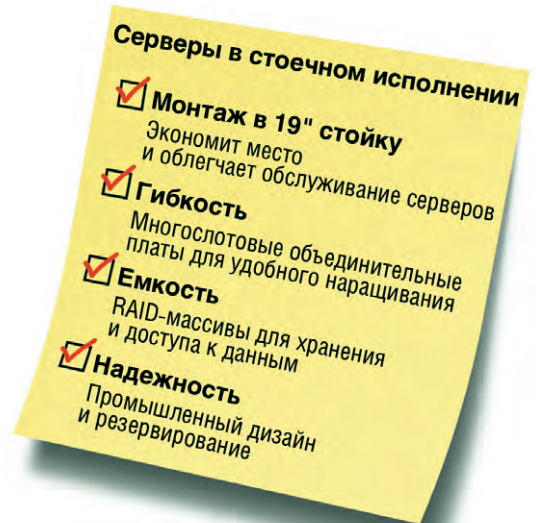 Серверы в стоечном исполнении
Монтаж в 19" стойку
Экономит место
и облегчает обслуживание серверов
Гибкость
Многослотовые объединительные
платы для удобного наращивания
Емкость
RAID-массивы для хранения
и доступа к данным
Надежность
Промышленный дизайн
и резервирование